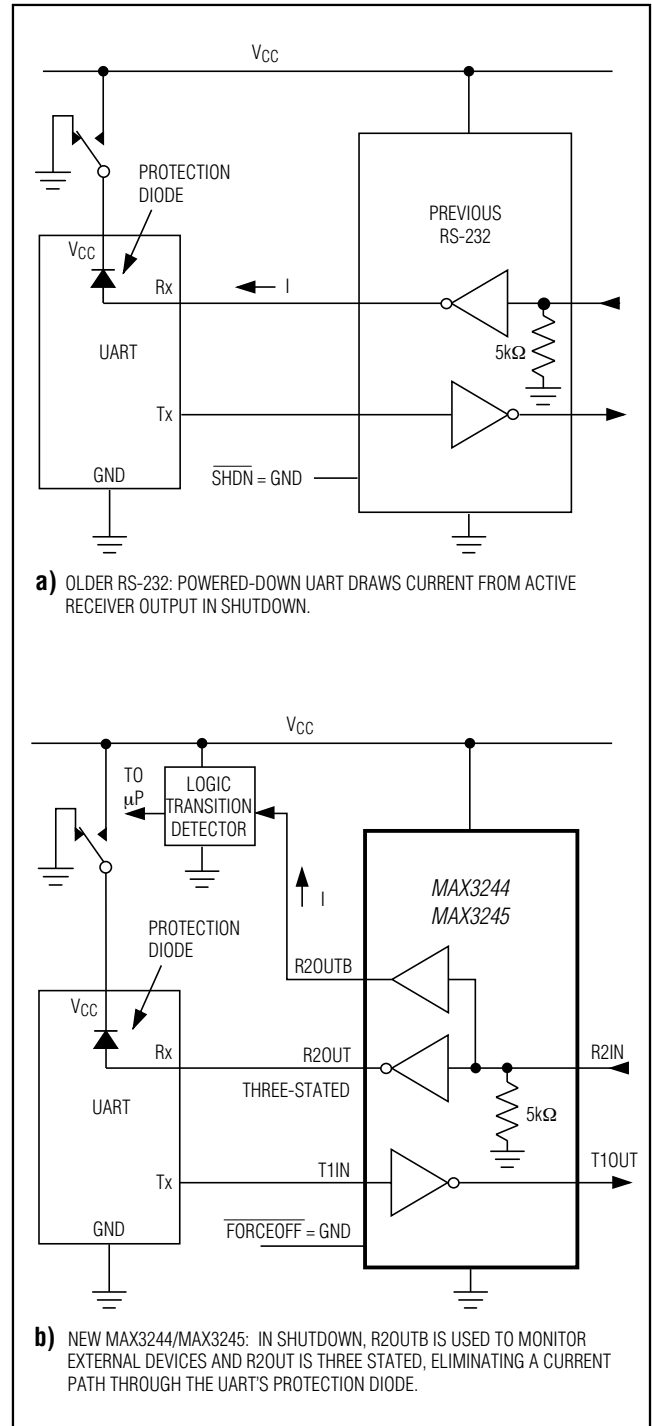 VCC
PROTECTION
DIODE
PREVIOUS
RS-232
VCC
Rx
I
UART
5kΩ
Tx
GND
SHDN = GND
a) OLDER RS-232: POWERED-DOWN UART DRAWS CURRENT FROM ACTIVE
RECEIVER OUTPUT IN SHUTDOWN.
VCC
TO
µP
LOGIC
TRANSITION
DETECTOR
I
MAX3244
MAX3245
PROTECTION
DIODE
R2OUTB
VCC
Rx
R2OUT
R2IN
THREE-STATED
UART
5kΩ
Tx
T1IN
T1OUT
GND
FORCEOFF = GND
b) NEW MAX3244/MAX3245: IN SHUTDOWN, R2OUTB IS USED TO MONITOR
EXTERNAL DEVICES AND R2OUT IS THREE STATED, ELIMINATING A CURRENT
PATH THROUGH THE UART'S PROTECTION DIODE.